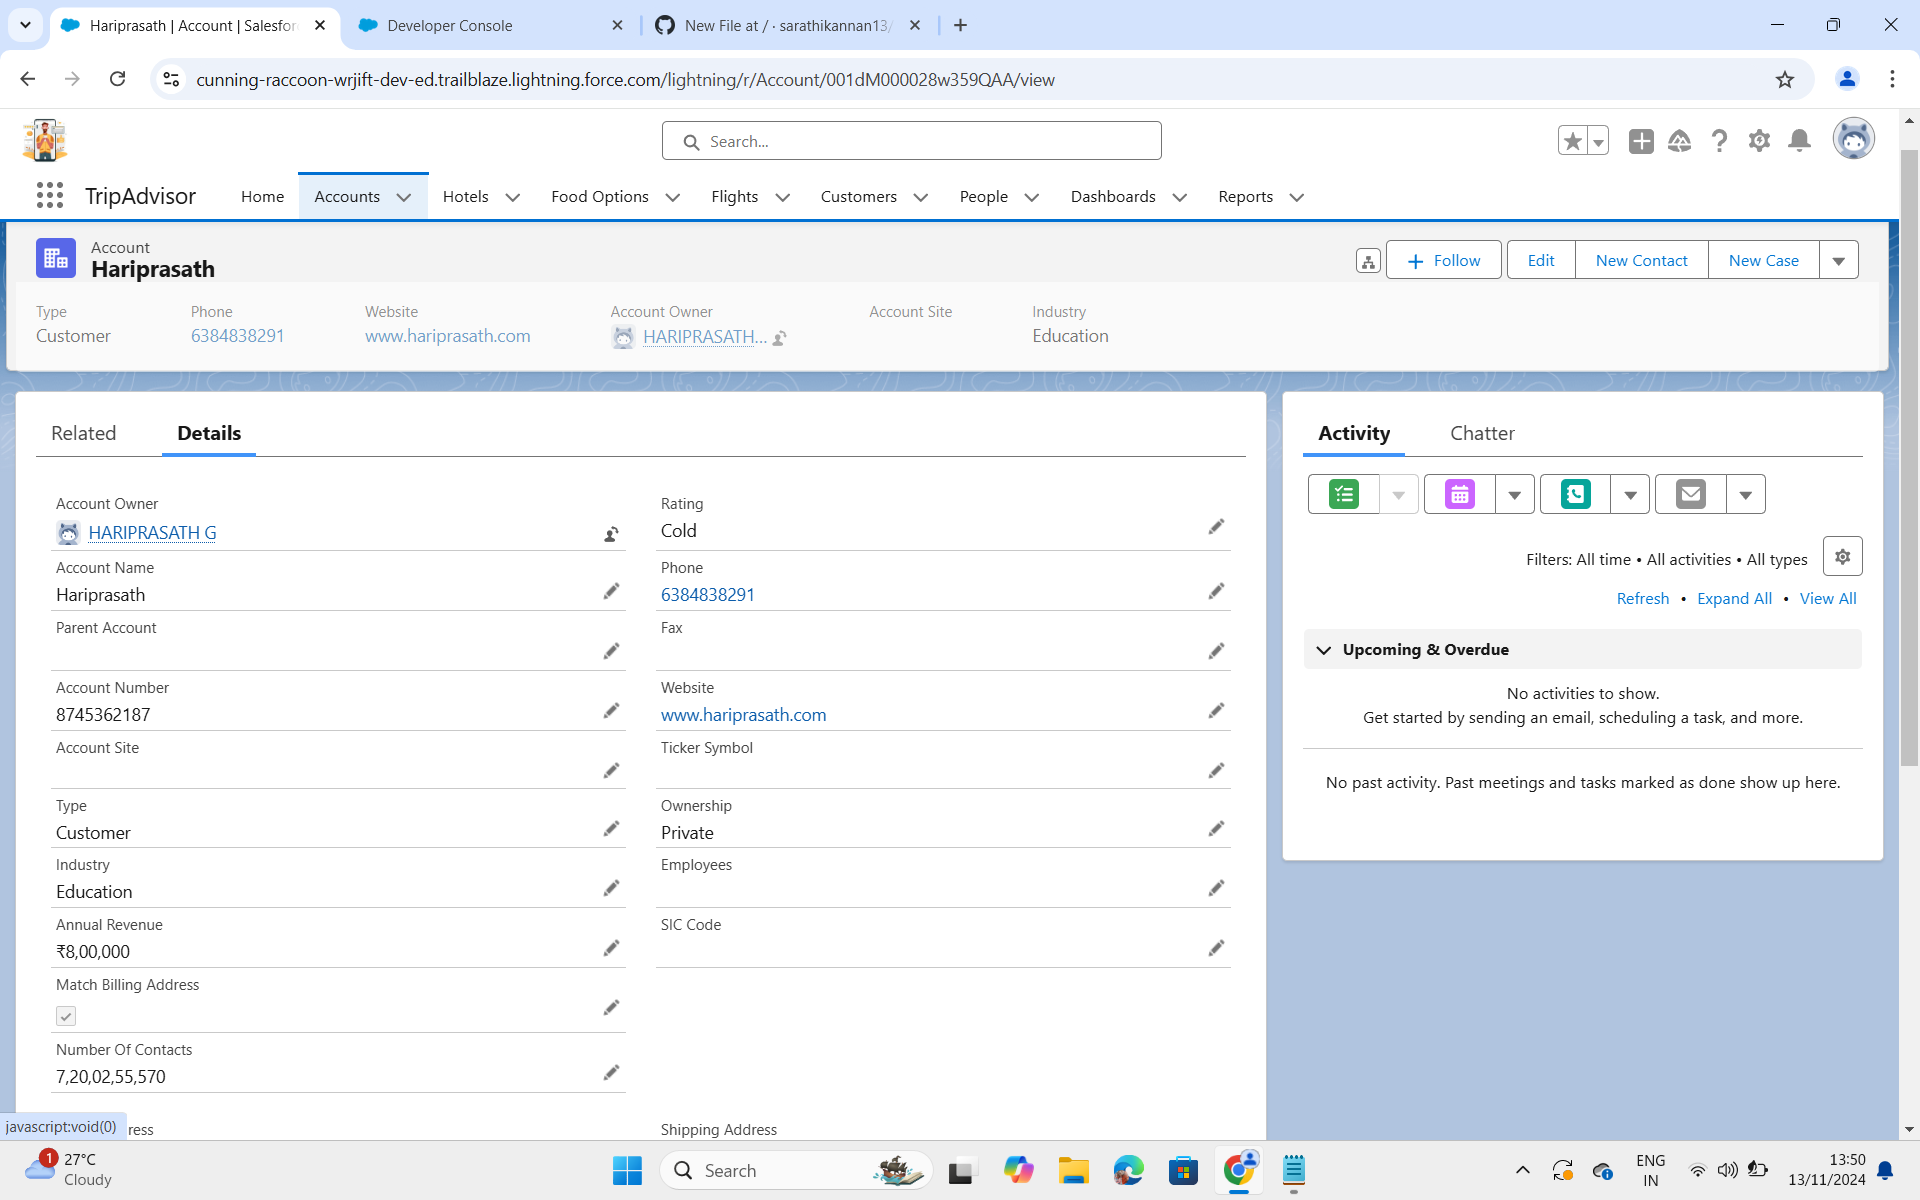 Hariprasath | Account | Salesfor
Developer Console
New File at / · sarathikannan13/
cunning-raccoon-wrjift-dev-ed.trailblaze.lightning.force.com/lightning/r/Account/001dM000028w359QAA/view
Search...
TripAdvisor
Home
Accounts
Hotels
Food Options
Flights
Customers
People
Dashboards
Reports
Account
Hariprasath
Follow
Edit
New Contact
New Case
Type
Customer
Phone
6384838291
Website
www.hariprasath.com
Account Owner
HARIPRASATH...
Account Site
Industry
Education
Related
Details
Account Owner
HARIPRASATH G
Rating
Cold
Account Name
Hariprasath
Phone
6384838291
Parent Account
Fax
Account Number
8745362187
Website
www.hariprasath.com
Account Site
Ticker Symbol
Type
Customer
Ownership
Private
Industry
Education
Employees
Annual Revenue
₹8,00,000
SIC Code
Match Billing Address
Number Of Contacts
7,20,02,55,570
ress
Shipping Address
Activity
Chatter
Filters: All time • All activities • All types
Refresh • Expand All • View All
Upcoming & Overdue
No activities to show.
Get started by sending an email, scheduling a task, and more.
No past activity. Past meetings and tasks marked as done show up here.
javascript:void(0)
1
27°C
Cloudy
Search
ENG
IN
13:50
13/11/2024